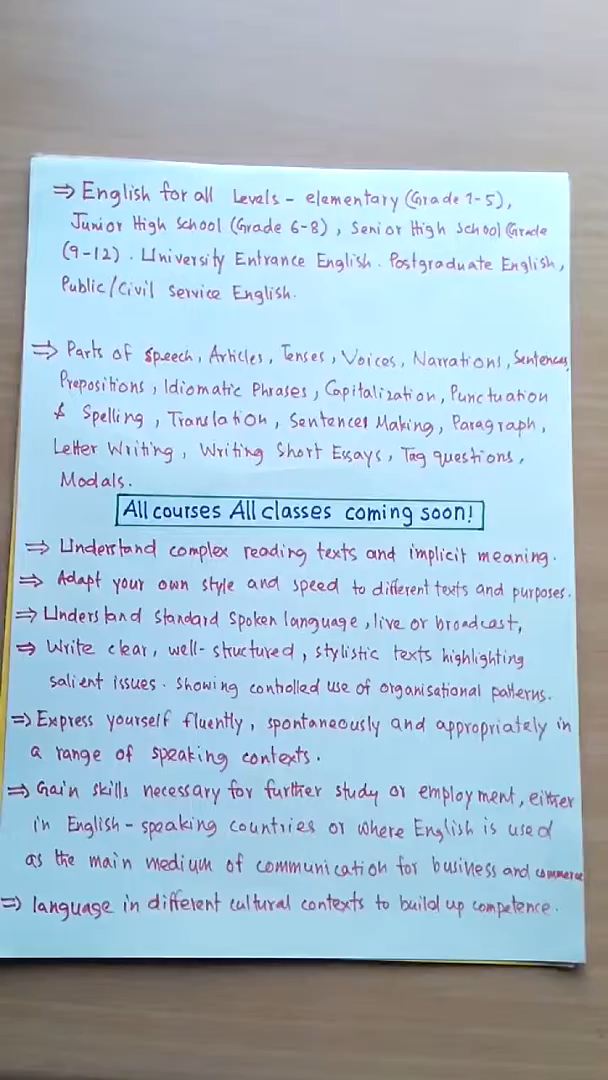 ⇒ English for all Levels - elementary (Grade 1-5),
Junior High School (Grade 6-8), Senior High School (Grade
(9-12). University Entrance English. Postgraduate English,
Public/Civil Service English.
⇒ Parts of Speech, Articles, Tenses, Voices, Narrations, Sentences,
Prepositions, Idiomatic Phrases, Capitalization, Punctuation
& Spelling, Translation, Sentences Making, Paragraph,
Letter Writing, Writing Short Essays, Tag questions,
Modals.
All courses All classes coming soon!
⇒ Understand complex reading texts and implicit meaning.
⇒ Adapt your own style and speed to different texts and purposes.
⇒ Understand standard spoken language, live or broadcast,
⇒ Write clear, well-structured, stylistic texts highlighting
salient issues. Showing controlled use of organisational patterns.
⇒ Express yourself fluently, spontaneously and appropriately in
a range of speaking contexts.
⇒ Gain skills necessary for further study or employment, either
in English-speaking countries or where English is used
as the main medium of communication for business and commerce
⇒ language in different cultural contexts to build up competence.